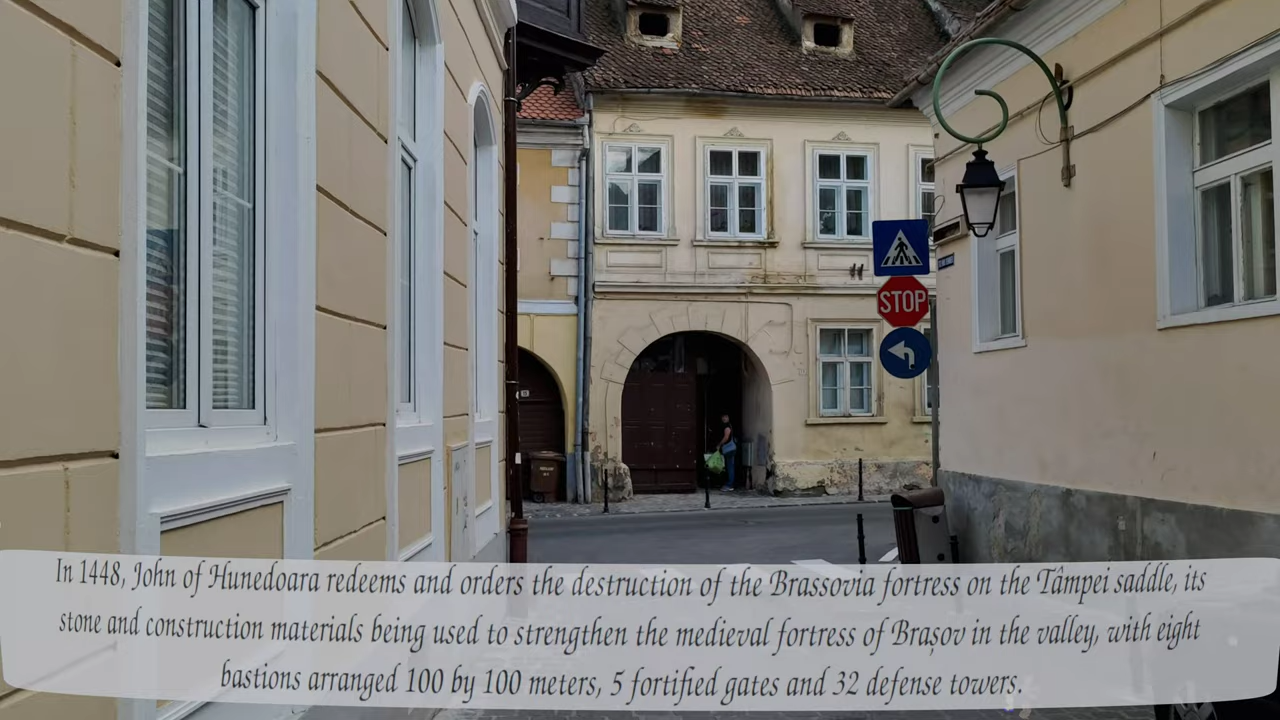 STOP
In 1448, John of Hunedoara redeems and orders the destruction of the Brassovia fortress on the Tâmpei saddle, its
stone and construction materials being used to strengthen the medieval fortress of Brașov in the valley, with eight
bastions arranged 100 by 100 meters, 5 fortified gates and 32 defense towers.